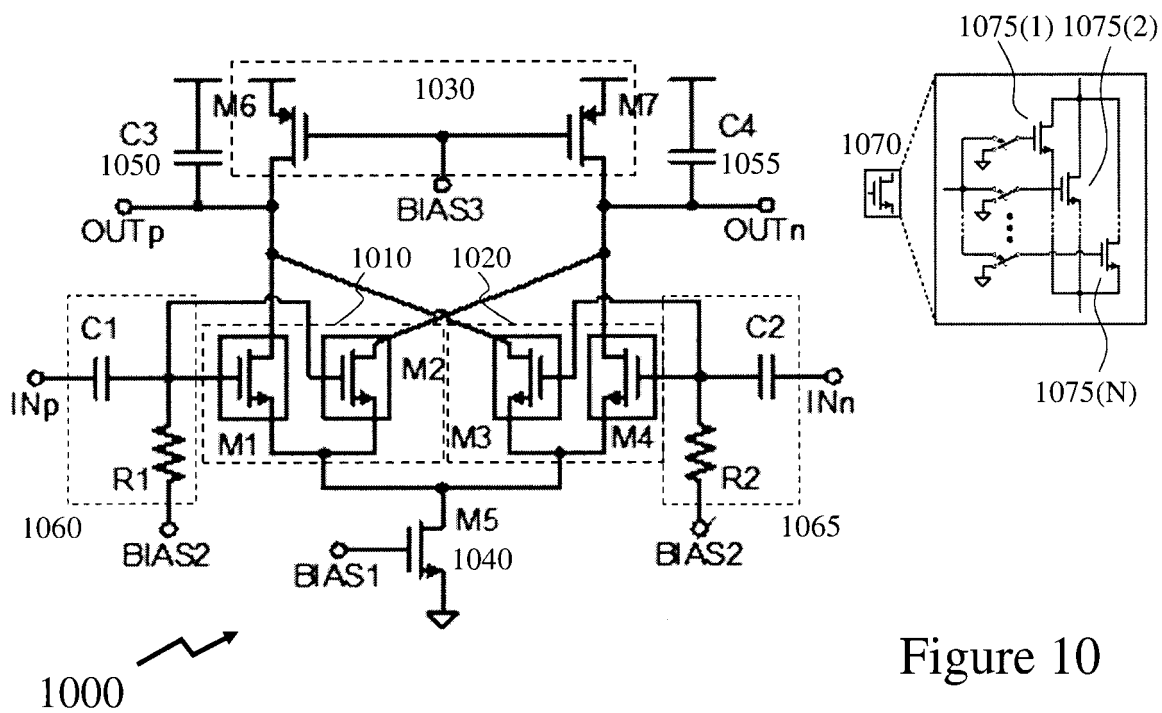 1075(1) 1075(2)
1030
M6
M7
C3
1050
C4
1055
1070
BIAS3
OUTp
OUTn
1010
1020
C1
C2
M2
INp
INn
1075(N)
M1
M3
M4
R1
R2
M5
1060
1065
BIAS2
BIAS2
BIAS1
1040
1000
Figure 10